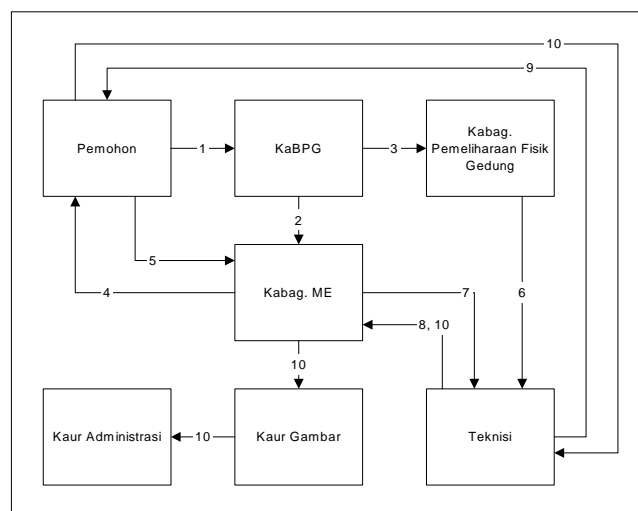 10
9
Pemohon
1
KaBPG
3
Kabag.
Pemeliharaan Fisik
Gedung
2
5
4
Kabag. ME
7
6
8, 10
10
Kaur Administrasi
10
Kaur Gambar
Teknisi